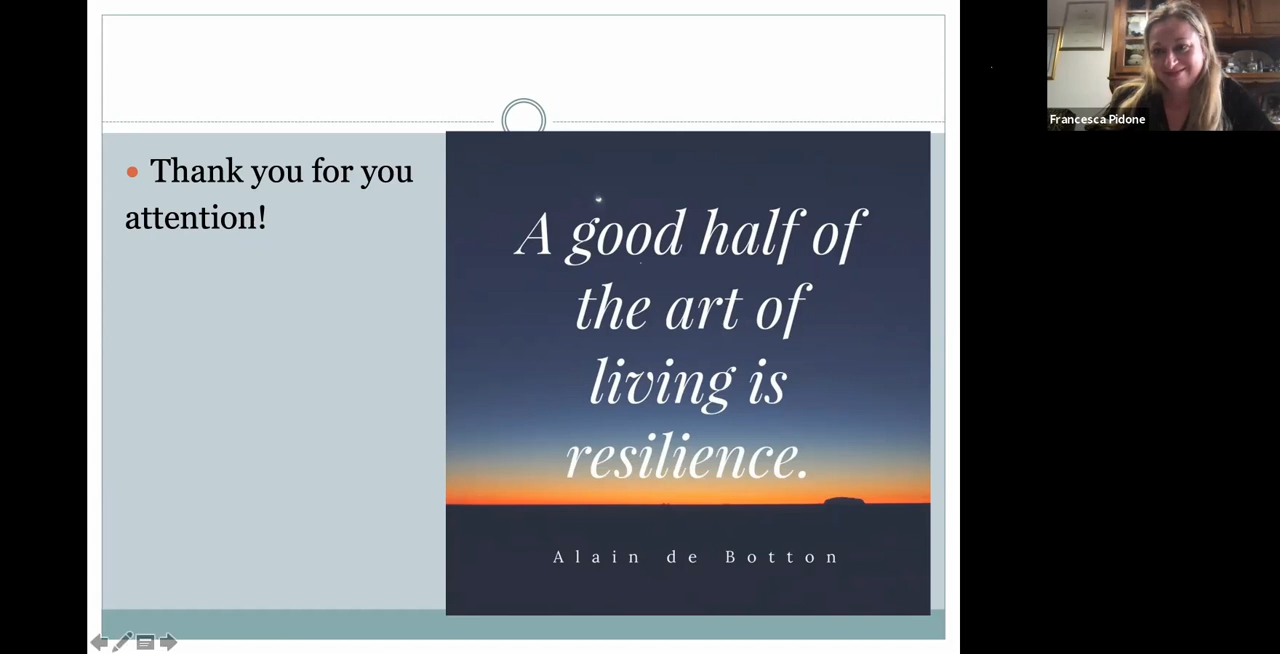 Thank you for you
attention!
A good half of
the art of
living is
resilience.
Alain de Botton
Francesca Pidone